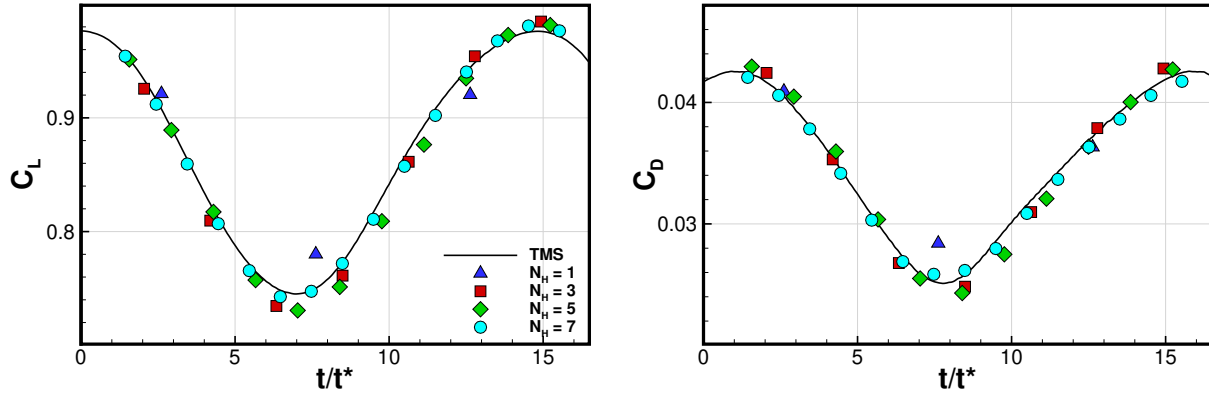 C_L
0.9
0.8
0
5
10
15
t/t*
TMS
N_H = 1
N_H = 3
N_H = 5
N_H = 7
C_D
0.04
0.03
0
5
10
15
t/t*